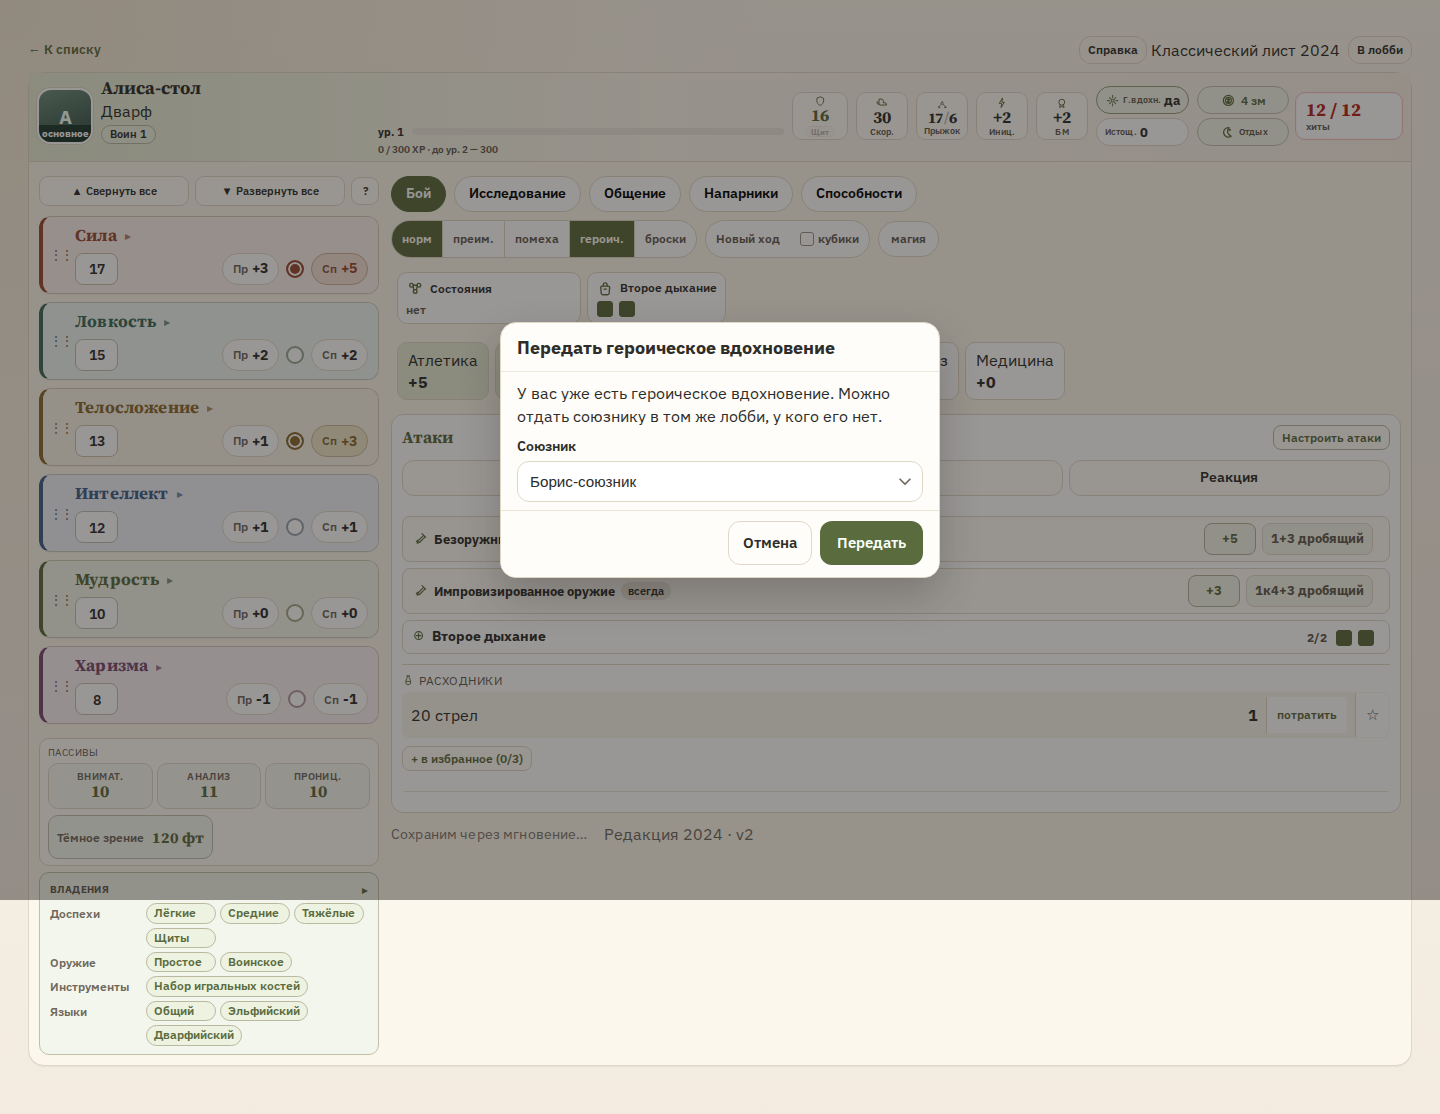 ← К списку
Справка Классический лист 2024 В лобби
А
основное
Алиса-стол
Дварф
Воин 1
ур. 1
0 / 300 XP · до ур. 2 — 300
16
Щит
30
Скор.
17/6
Прыжок
+2
Иниц.
+2
БМ
Г.вдохн. да
Истощ. 0
4 зм
Отдых
12 / 12
хиты
▲ Свернуть все ▼ Развернуть все ?
Сила ▸
17 Пр +3 Сп +5
Ловкость ▸
15 Пр +2 Сп +2
Телосложение ▸
13 Пр +1 Сп +3
Интеллект ▸
12 Пр +1 Сп +1
Мудрость ▸
10 Пр +0 Сп +0
Харизма ▸
8 Пр -1 Сп -1
ПАССИВЫ
ВНИМАТ. АНАЛИЗ ПРОНИЦ.
10 11 10
Тёмное зрение 120 фт
ВЛАДЕНИЯ ▸
Доспехи Лёгкие Средние Тяжёлые
Щиты
Оружие Простое Воинское
Инструменты Набор игральных костей
Языки Общий Эльфийский
Дварфийский
Бой Исследование Общение Напарники Способности
норм преим. помеха героич. броски Новый ход кубики магия
Состояния
нет
Второе дыхание
Атлетика
+5
з
Медицина
+0
Передать героическое вдохновение
У вас уже есть героическое вдохновение. Можно
отдать союзнику в том же лобби, у кого его нет.
Союзник
Борис-союзник
Отмена Передать
Атаки Настроить атаки
Реакция
Безоружн +5 1+3 дробящий
Импровизированное оружие всегда +3 1к4+3 дробящий
Второе дыхание 2/2
РАСХОДНИКИ
20 стрел 1 потратить ☆
+ в избранное (0/3)
Сохраним через мгновение… Редакция 2024 · v2